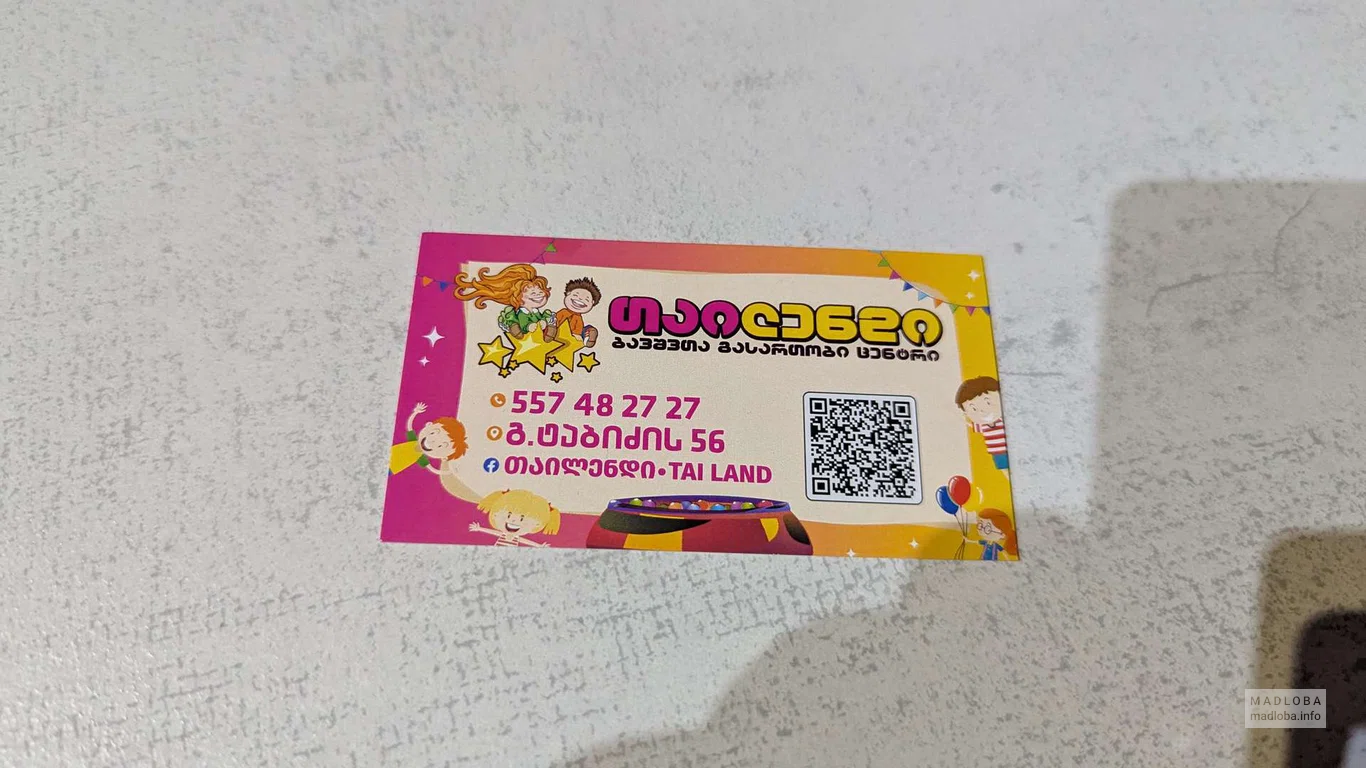 თაილენდი
ბავშვთა გასართობი ცენტრი
557 48 27 27
გ.ტაბიძის 56
თაილენდი•TAI LAND
MADLOBA
madloba.info